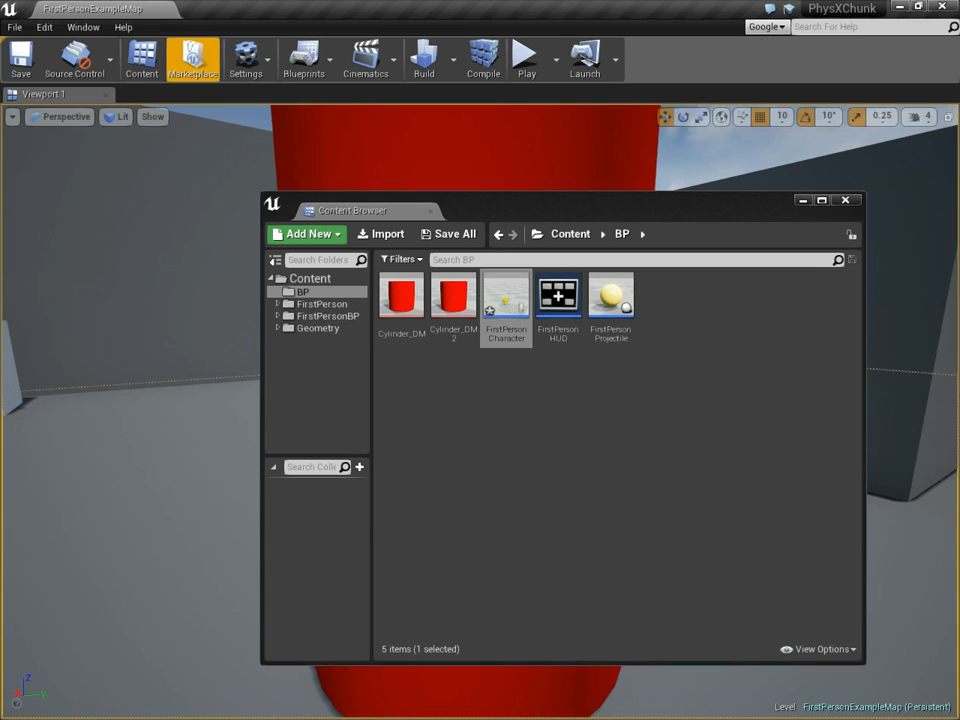 FirstPersonExampleMap
PhysXChunk
File Edit Window Help
Google
Search For Help
Save Source Control Content Marketplace Settings Blueprints Cinematics Build Compile Play Launch
Viewport 1
Perspective Lit Show
10 10° 0.25 4
Content Browser
Add New Import Save All Content BP
Search Folders
Filters Search BP
Content
BP
FirstPerson
FirstPersonBP
Geometry
Cylinder_DM
Cylinder_DM
2
FirstPerson
Character
FirstPerson
HUD
FirstPerson
Projectile
Search Colle
5 items (1 selected)
View Options
Z
X
Y
Level: FirstPersonExampleMap (Persistent)